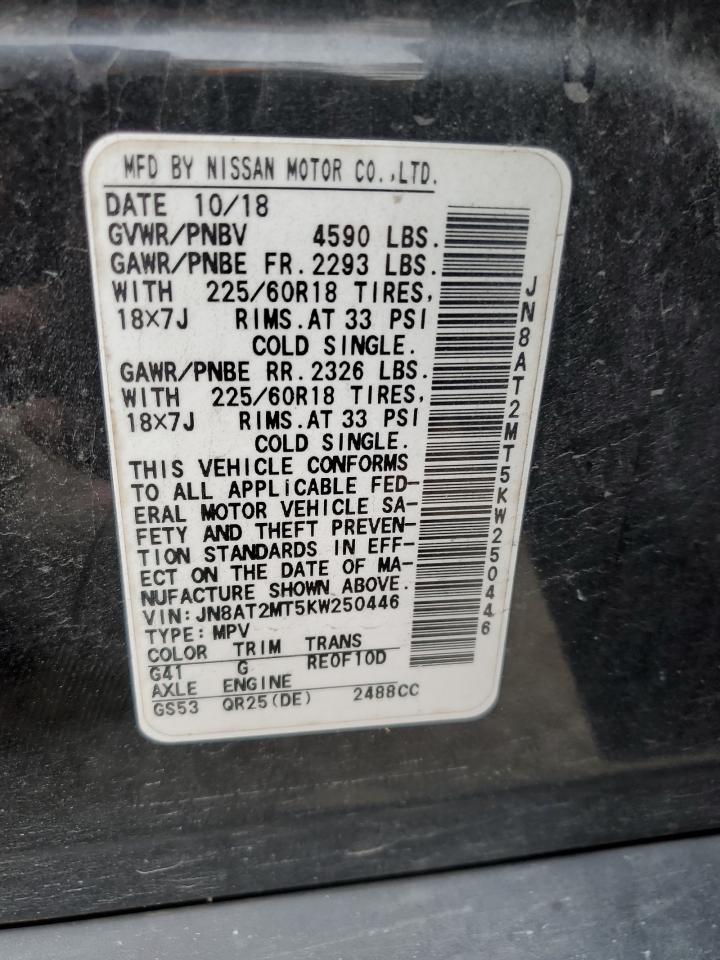 MFD BY NISSAN MOTOR CO.,LTD.
DATE 10/18
GVWR/PNBV 4590 LBS.
GAWR/PNBE FR. 2293 LBS.
WITH 225/60R18 TIRES,
18×7J RIMS. AT 33 PSI
COLD SINGLE.
GAWR/PNBE RR. 2326 LBS.
WITH 225/60R18 TIRES,
18×7J RIMS. AT 33 PSI
COLD SINGLE.
THIS VEHICLE CONFORMS
TO ALL APPLiCABLE FED-
ERAL MOTOR VEHICLE SA-
FETY AND THEFT PREVEN-
TION STANDARDS IN EFF-
ECT ON THE DATE OF MA-
NUFACTURE SHOWN ABOVE.
VIN: JN8AT2MT5KW250446
TYPE: MPV
COLOR TRIM TRANS
G41 G RE0F10D
AXLE ENGINE
GS53 QR25(DE) 2488CC
JN8AT2MT5KW250446